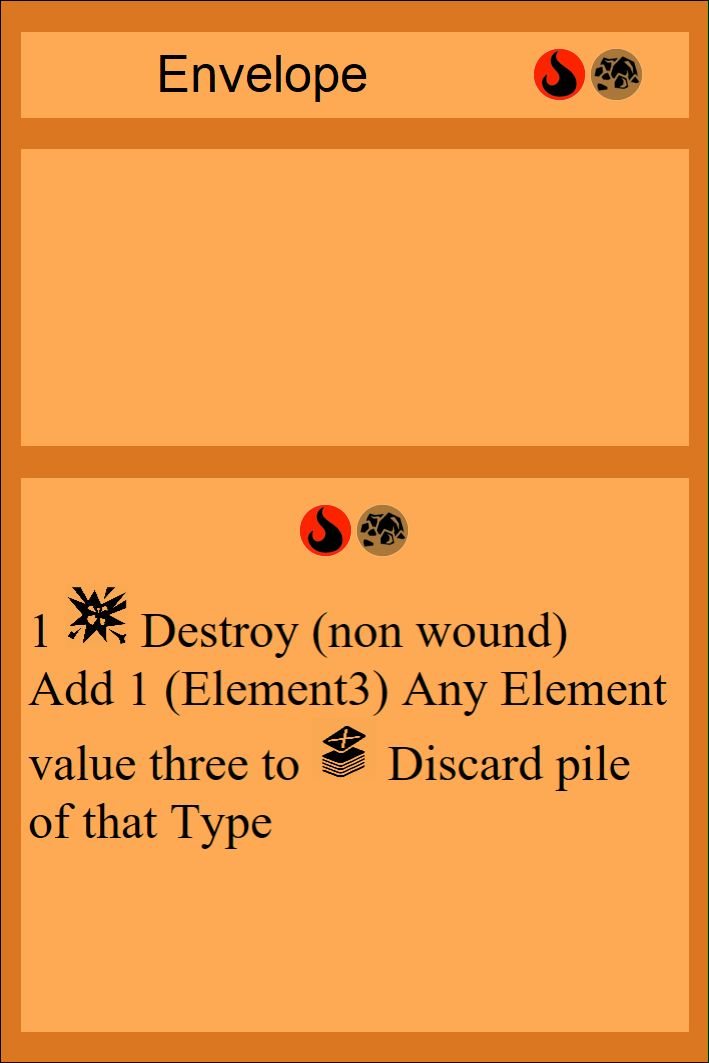 Envelope
1 Destroy (non wound)
Add 1 (Element3) Any Element
value three to Discard pile
of that Type